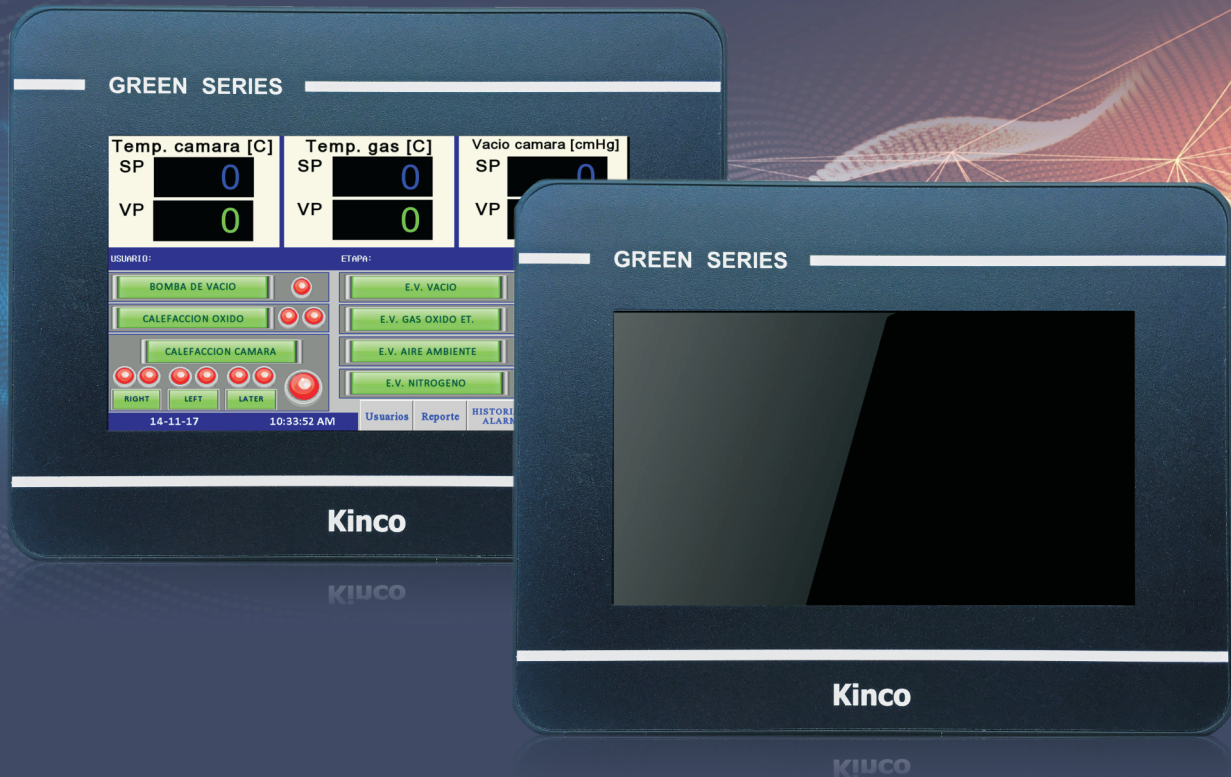 GREEN SERIES
Temp. camara [C]
SP
0
VP
0
Temp. gas [C]
SP
0
VP
0
Vacio camara [cmHg]
SP
0
VP
USUARIO:
ETAPA:
BOMBA DE VACIO
E.V. VACIO
CALEFACCION OXIDO
E.V. GAS OXIDO ET.
CALEFACCION CAMARA
E.V. AIRE AMBIENTE
E.V. NITROGENO
RIGHT
LEFT
LATER
14-11-17
10:33:52 AM
Usuarios
Reporte
Kinco
GREEN SERIES
Kinco